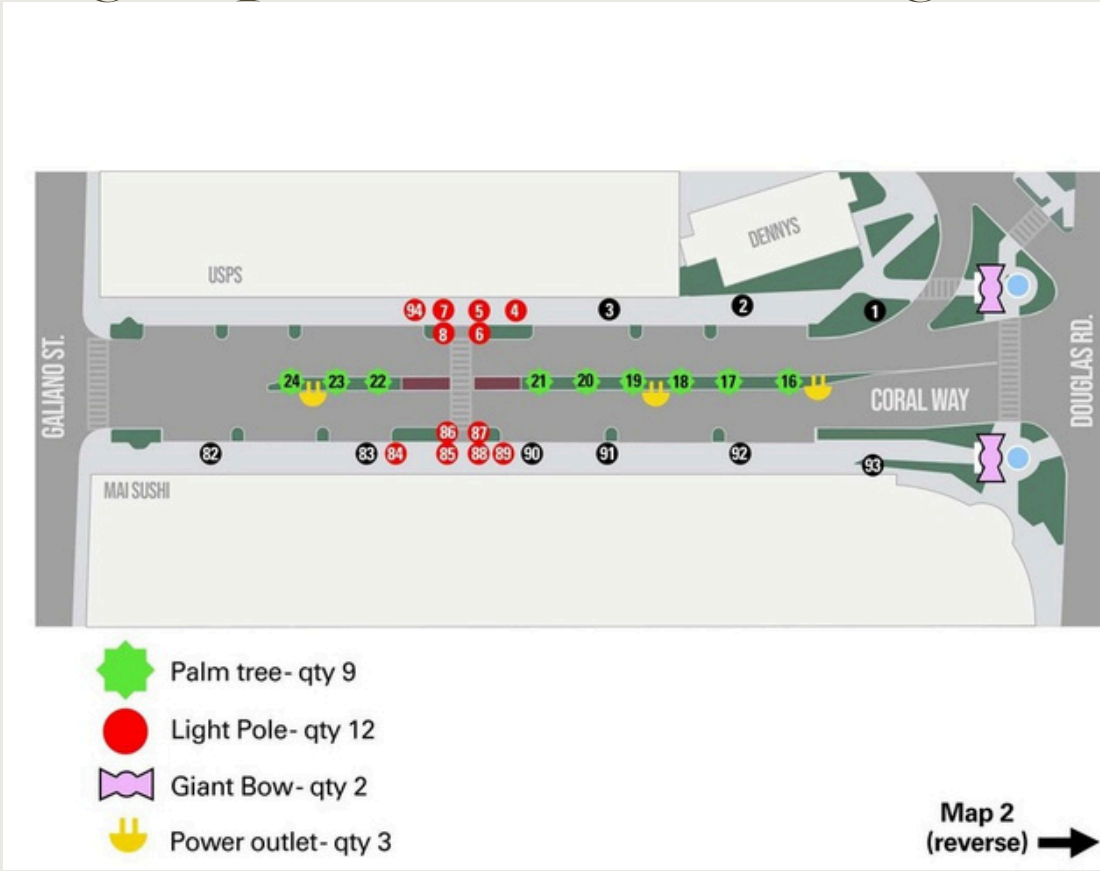 DENNYS
USPS
94 7 5 4 3 2 1
8 6
GALIANO ST.
DOUGLAS RD.
24 23 22 21 20 19 18 17 16
CORAL WAY
86 87
82 83 84 85 88 89 90 91 92 93
MAI SUSHI
Palm tree- qty 9
Light Pole- qty 12
Giant Bow- qty 2
Power outlet- qty 3
Map 2
(reverse)